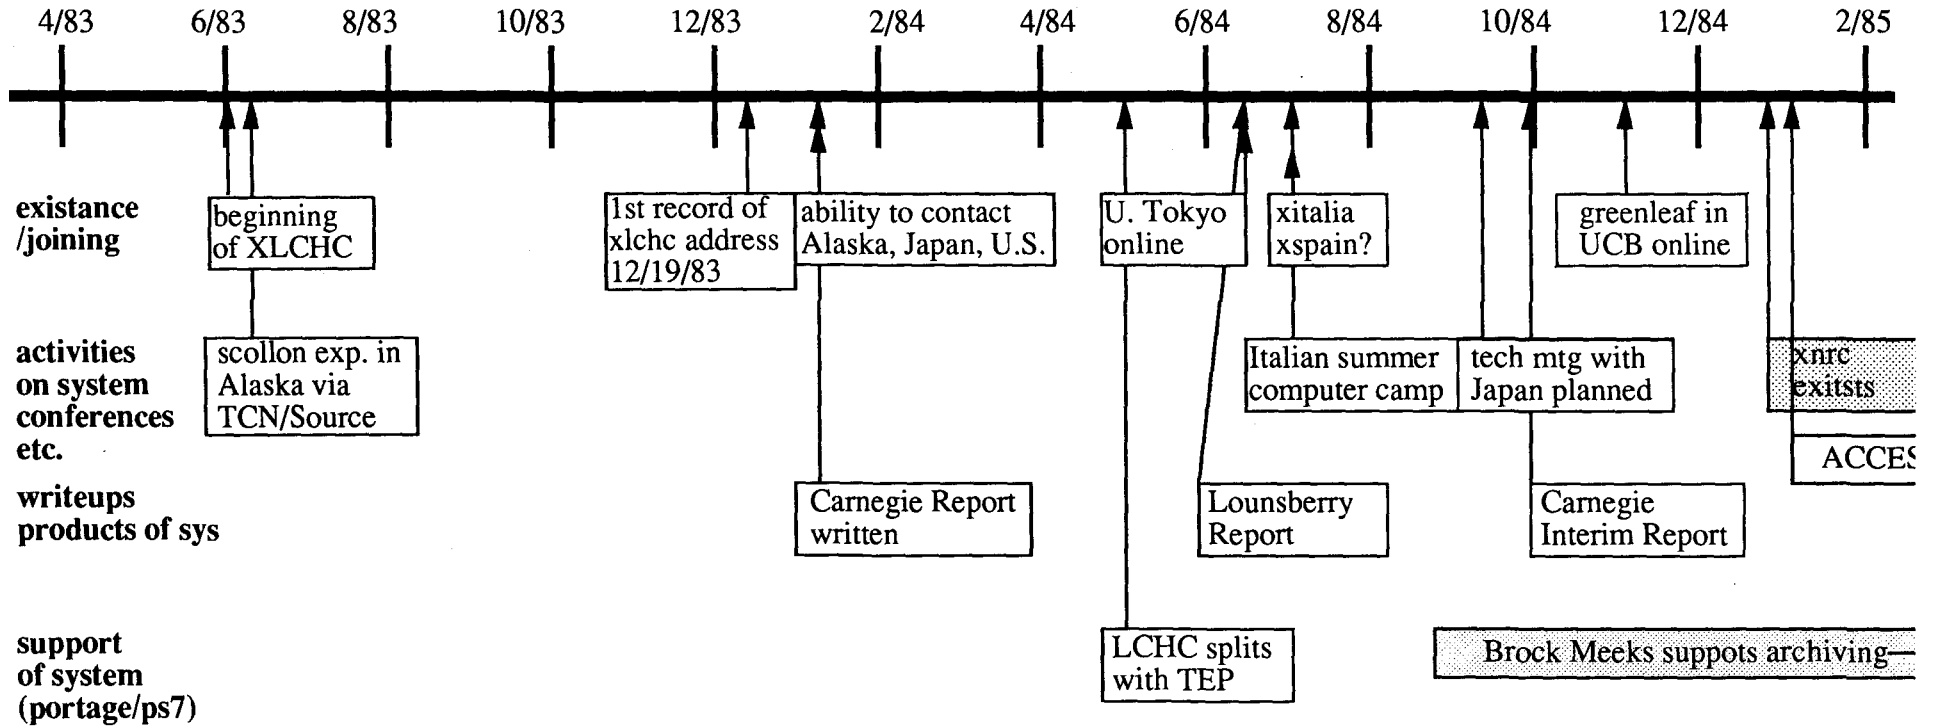 4/83 6/83 8/83 10/83 12/83 2/84 4/84 6/84 8/84 10/84 12/84 2/85
existance
/joining
beginning
of XLCHC
1st record of
xlchc address
12/19/83
ability to contact
Alaska, Japan, U.S.
U. Tokyo
online
xitalia
xspain?
greenleaf in
UCB online
activities
on system
conferences
etc.
scollon exp. in
Alaska via
TCN/Source
Italian summer
computer camp
tech mtg with
Japan planned
xnrc
exitsts
ACCES
writeups
products of sys
Carnegie Report
written
Lounsberry
Report
Carnegie
Interim Report
support
of system
(portage/ps7)
LCHC splits
with TEP
Brock Meeks suppots archiving—